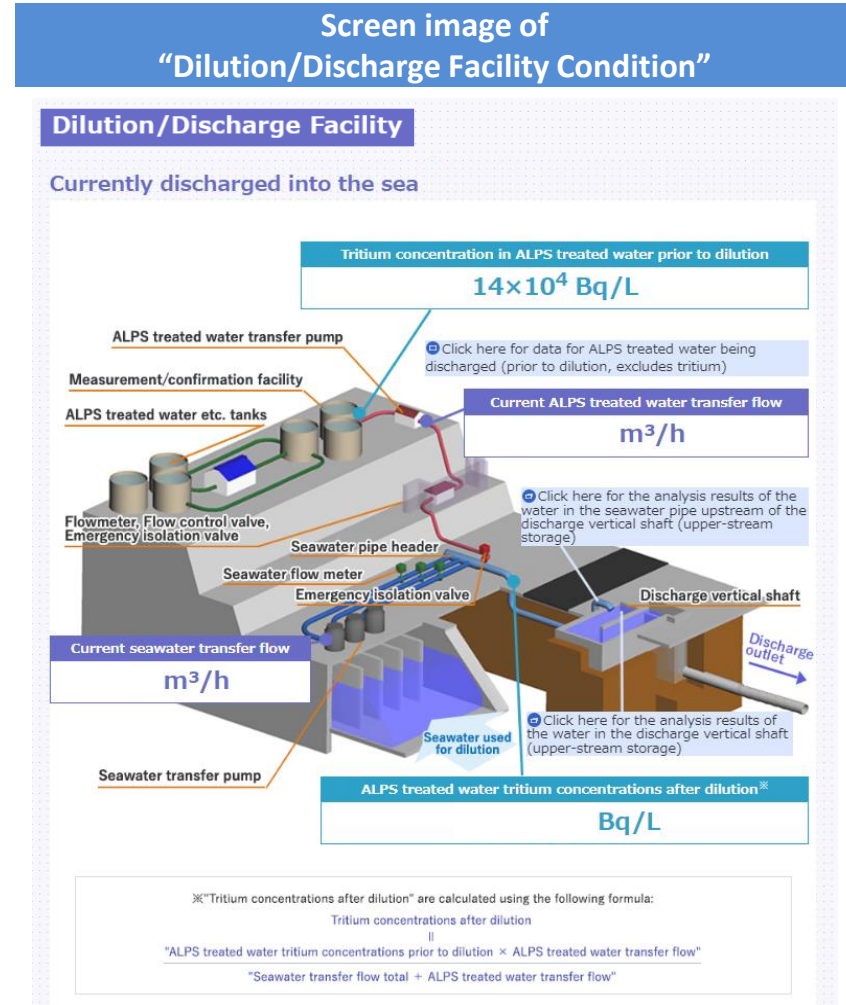 Screen image of
“Dilution/Discharge Facility Condition”
Dilution/Discharge Facility
Currently discharged into the sea
Tritium concentration in ALPS treated water prior to dilution
14×10⁴ Bq/L
ALPS treated water transfer pump
Click here for data for ALPS treated water being
discharged (prior to dilution, excludes tritium)
Measurement/confirmation facility
Current ALPS treated water transfer flow
m³/h
ALPS treated water etc. tanks
Click here for the analysis results of the
water in the seawater pipe upstream of the
discharge vertical shaft (upper-stream
storage)
Flowmeter, Flow control valve,
Emergency isolation valve
Seawater pipe header
Seawater flow meter
Emergency isolation valve
Discharge vertical shaft
Current seawater transfer flow
m³/h
Discharge
outlet
Click here for the analysis results of
the water in the discharge vertical shaft
(upper-stream storage)
Seawater used
for dilution
Seawater transfer pump
ALPS treated water tritium concentrations after dilution※
Bq/L
※"Tritium concentrations after dilution" are calculated using the following formula:
Tritium concentrations after dilution
||
"ALPS treated water tritium concentrations prior to dilution × ALPS treated water transfer flow"
"Seawater transfer flow total + ALPS treated water transfer flow"